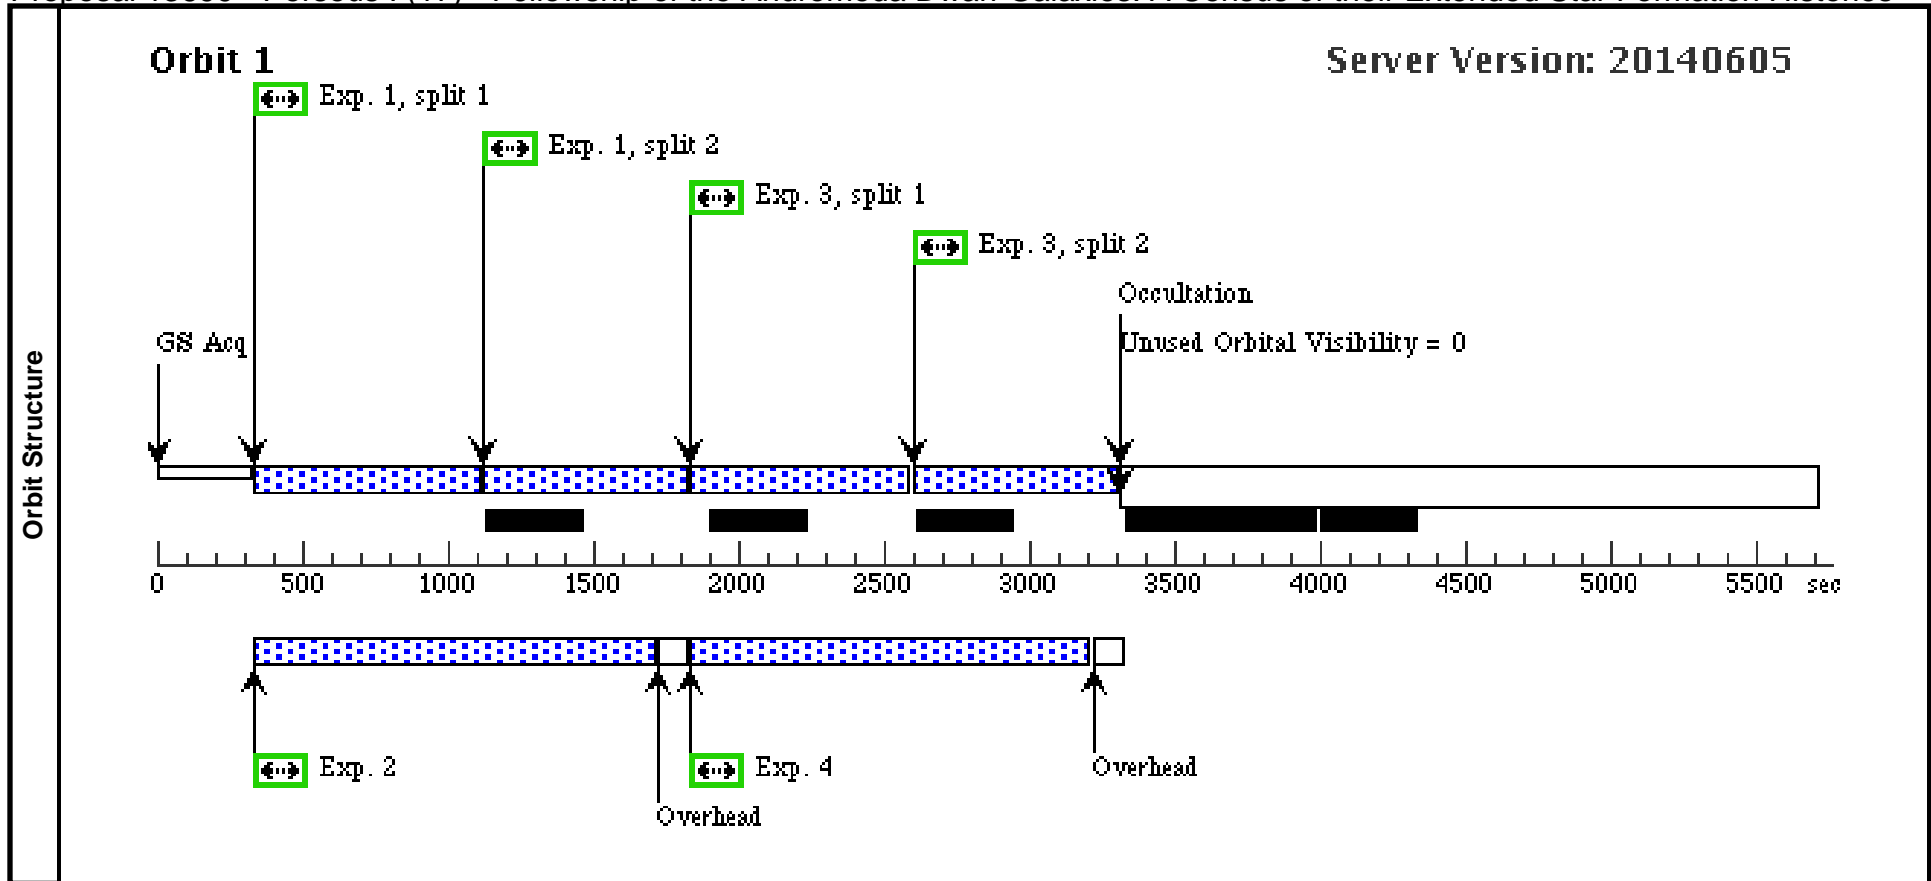 Orbit 1
Server Version: 20140605
Exp. 1, split 1
Exp. 1, split 2
Exp. 3, split 1
Exp. 3, split 2
Occultation
GS Acq
Unused Orbital Visibility = 0
Orbit Structure
0 500 1000 1500 2000 2500 3000 3500 4000 4500 5000 5500 sec
Exp. 2
Exp. 4
Overhead
Overhead